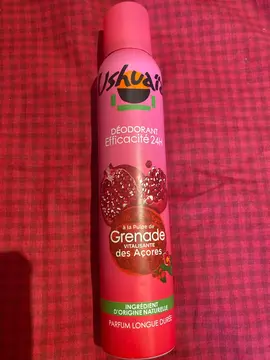 Ushuaïa
DÉODORANT
Efficacité 24H
à la Pulpe de
Grenade
VITALISANTE
des Açores
INGRÉDIENT
D'ORIGINE NATURELLE
PARFUM LONGUE DURÉE